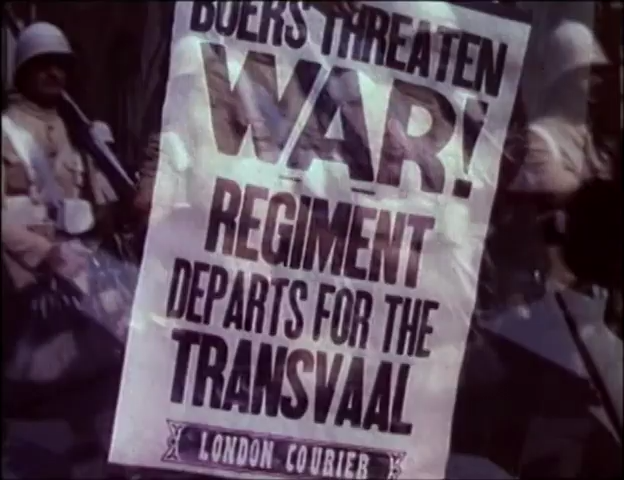 BOERS THREATEN
WAR!
REGIMENT
DEPARTS FOR THE
TRANSVAAL
LONDON COURIER